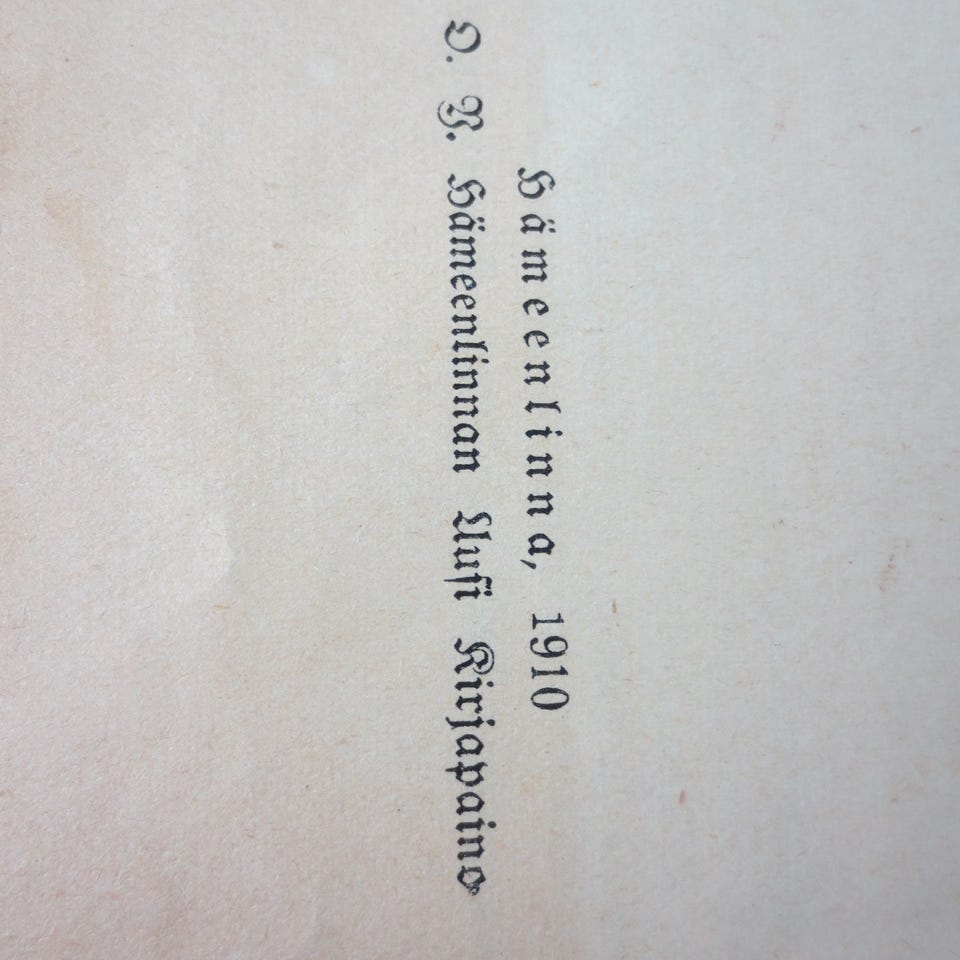 Hämeenlinna, 1910
O. Y. Hämeenlinnan Uusi Kirjapaino